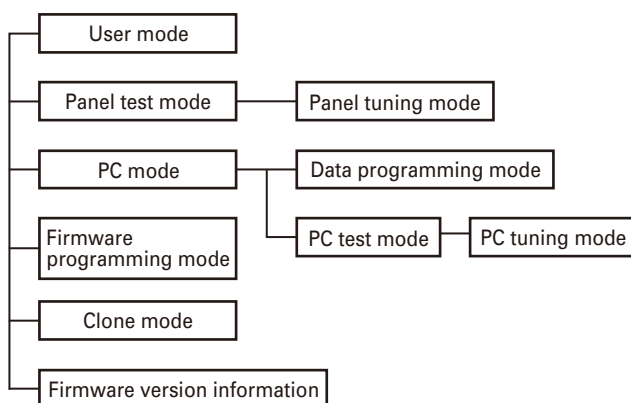 User mode
Panel test mode
Panel tuning mode
PC mode
Data programming mode
PC test mode
PC tuning mode
Firmware
programming mode
Clone mode
Firmware version information